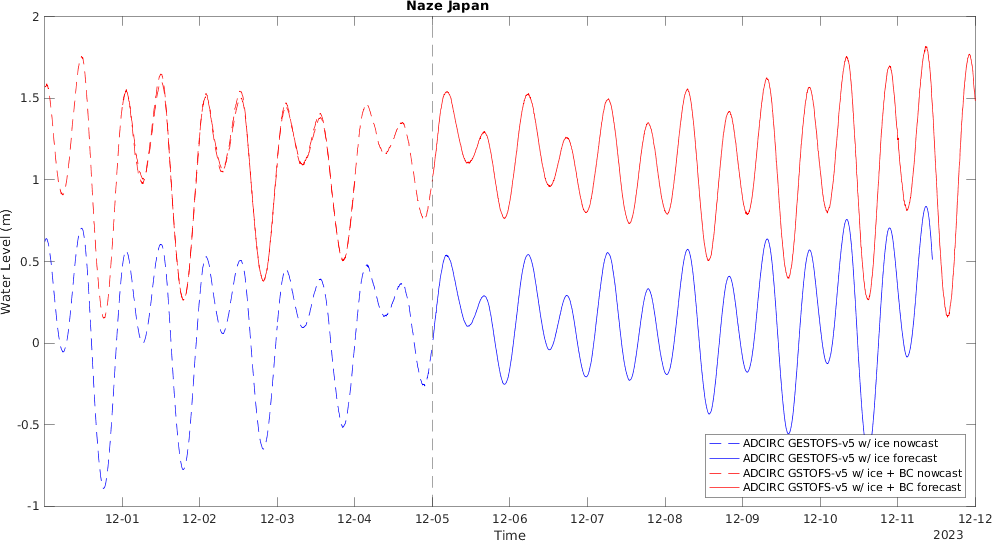 Naze Japan
Water Level (m)
2
1.5
1
0.5
0
-0.5
-1
ADCIRC GESTOFS-v5 w/ ice nowcast
ADCIRC GESTOFS-v5 w/ ice forecast
ADCIRC GSTOFS-v5 w/ ice + BC nowcast
ADCIRC GSTOFS-v5 w/ ice + BC forecast
12-01 12-02 12-03 12-04 12-05 12-06 12-07 12-08 12-09 12-10 12-11 12-12
Time
2023